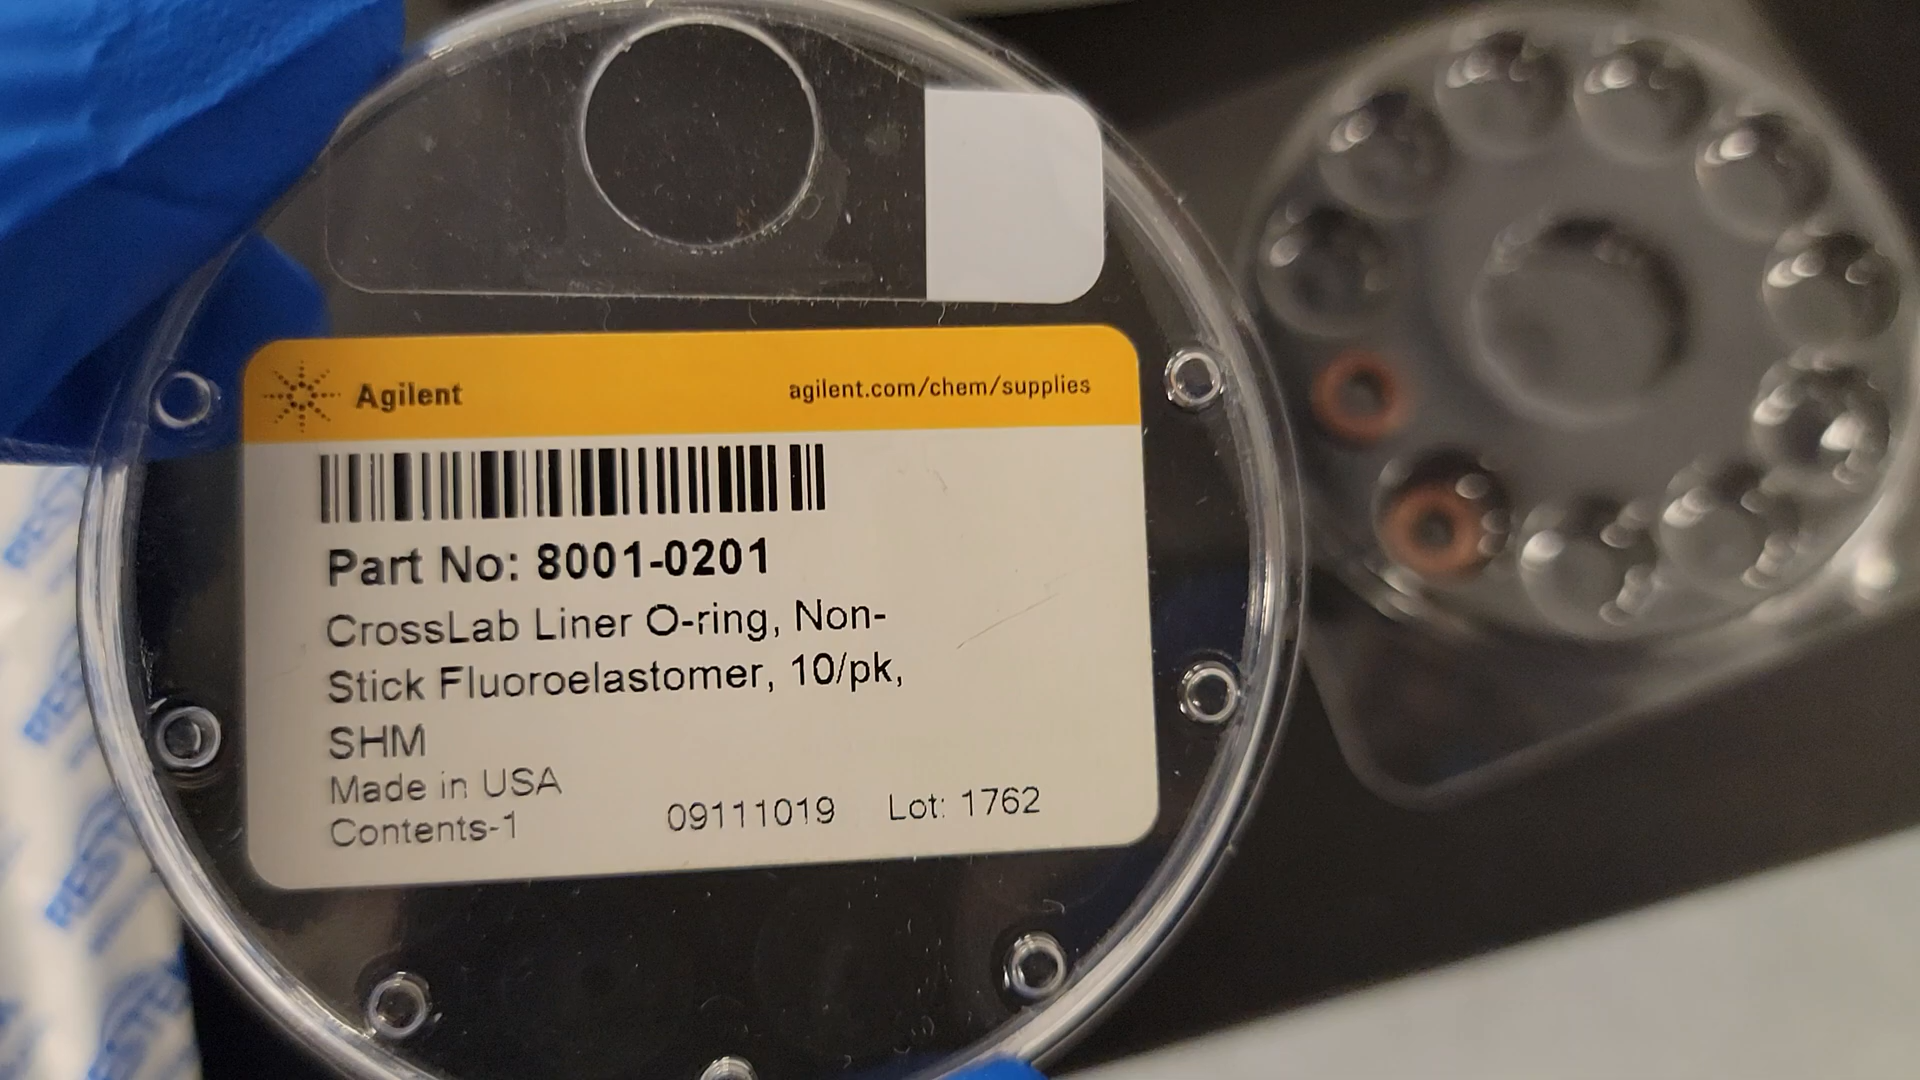 Agilent
agilent.com/chem/supplies
Part No: 8001-0201
CrossLab Liner O-ring, Non-
Stick Fluoroelastomer, 10/pk,
SHM
Made in USA
Contents-1
09111019
Lot: 1762
RESTEK